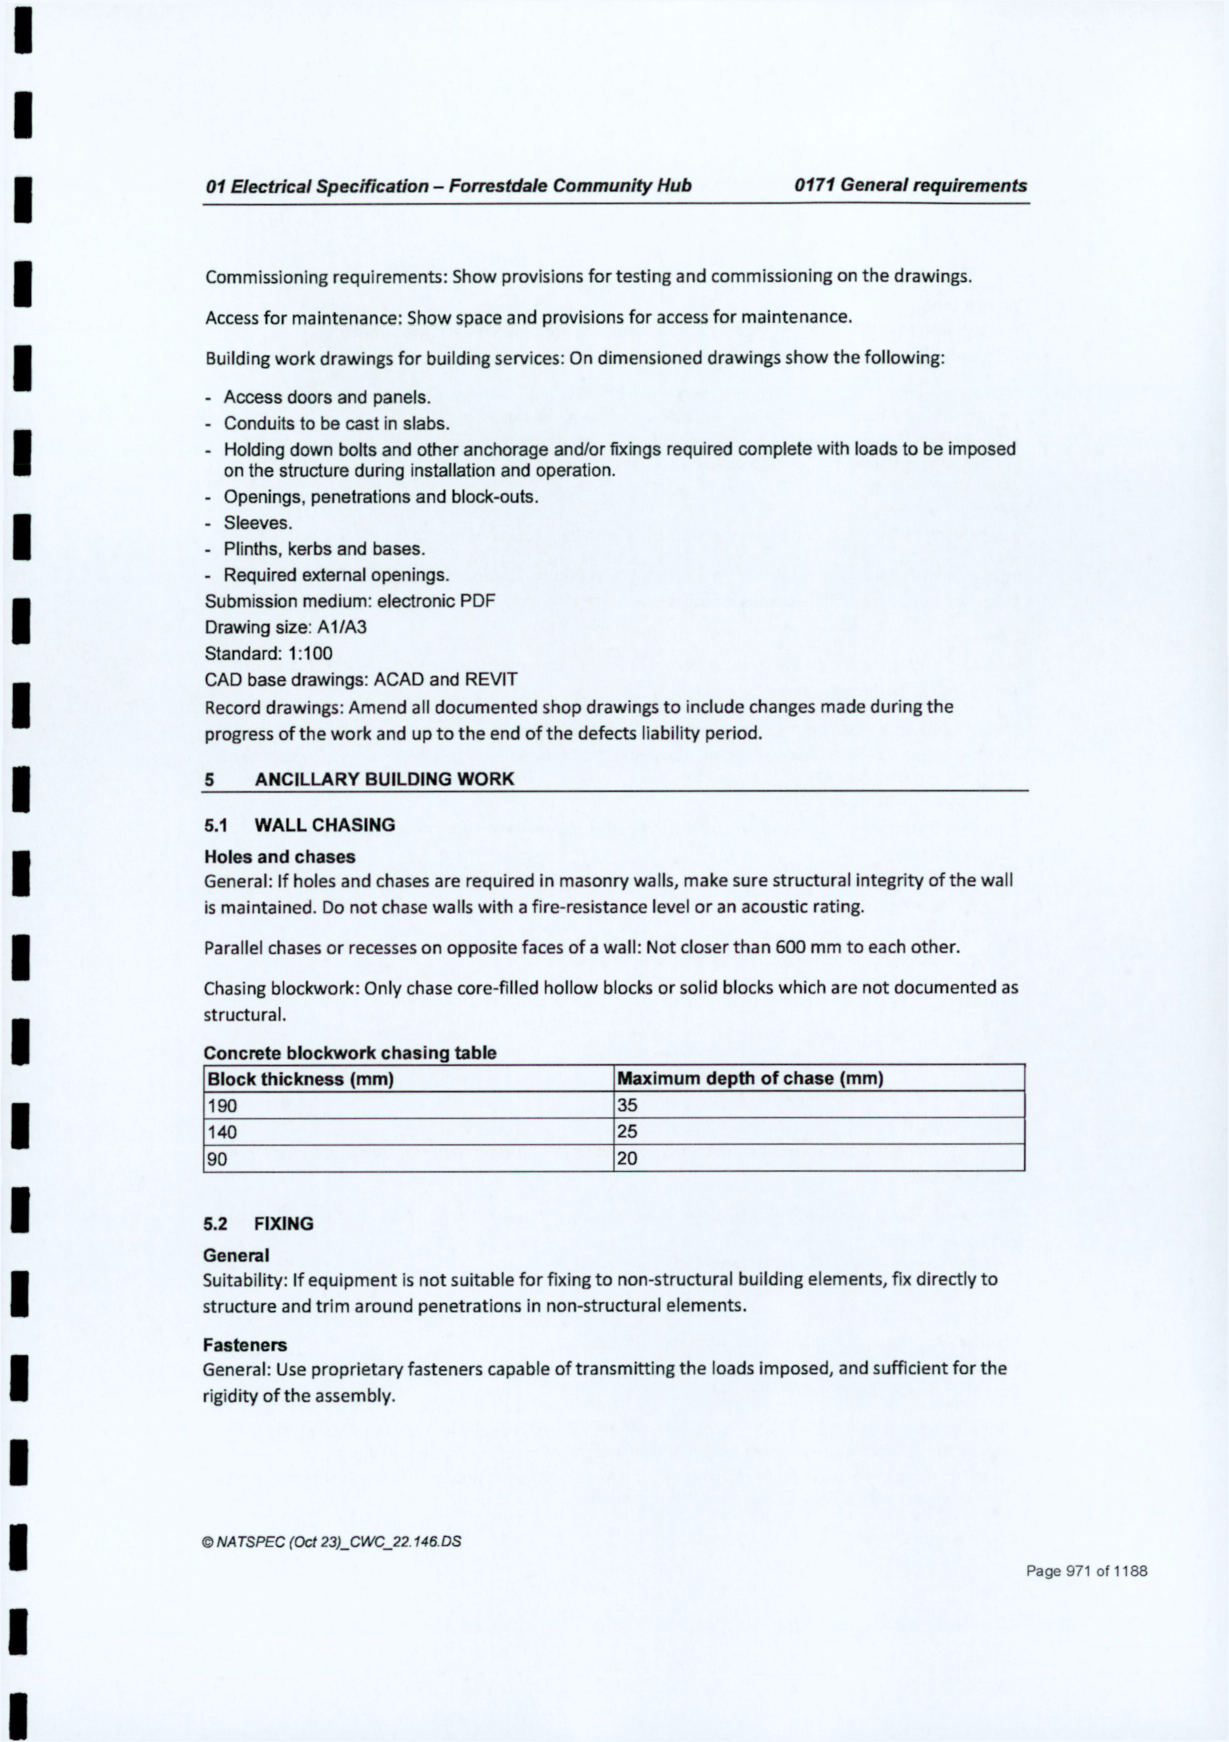 01 Electrical Specification – Forrestdale Community Hub 0171 General requirements
Commissioning requirements: Show provisions for testing and commissioning on the drawings.
Access for maintenance: Show space and provisions for access for maintenance.
Building work drawings for building services: On dimensioned drawings show the following:
- Access doors and panels.
- Conduits to be cast in slabs.
- Holding down bolts and other anchorage and/or fixings required complete with loads to be imposed
on the structure during installation and operation.
- Openings, penetrations and block-outs.
- Sleeves.
- Plinths, kerbs and bases.
- Required external openings.
Submission medium: electronic PDF
Drawing size: A1/A3
Standard: 1:100
CAD base drawings: ACAD and REVIT
Record drawings: Amend all documented shop drawings to include changes made during the
progress of the work and up to the end of the defects liability period.
5 ANCILLARY BUILDING WORK
5.1 WALL CHASING
Holes and chases
General: If holes and chases are required in masonry walls, make sure structural integrity of the wall
is maintained. Do not chase walls with a fire-resistance level or an acoustic rating.
Parallel chases or recesses on opposite faces of a wall: Not closer than 600 mm to each other.
Chasing blockwork: Only chase core-filled hollow blocks or solid blocks which are not documented as
structural.
Concrete blockwork chasing table
Block thickness (mm) Maximum depth of chase (mm)
190 35
140 25
90 20
5.2 FIXING
General
Suitability: If equipment is not suitable for fixing to non-structural building elements, fix directly to
structure and trim around penetrations in non-structural elements.
Fasteners
General: Use proprietary fasteners capable of transmitting the loads imposed, and sufficient for the
rigidity of the assembly.
© NATSPEC (Oct 23)_CWC_22.146.DS
Page 971 of 1188